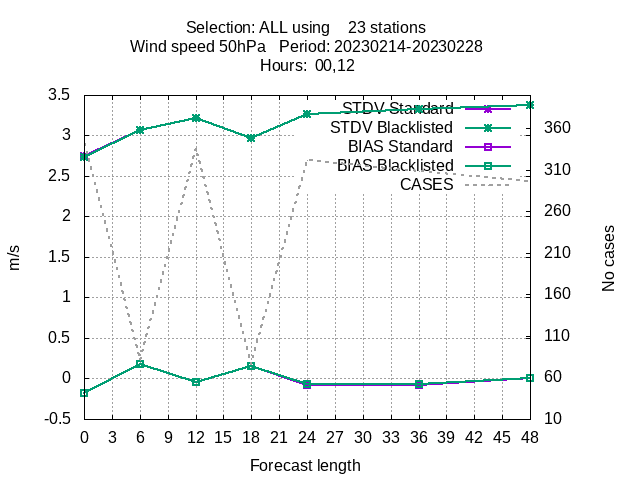 Selection: ALL using 23 stations
Wind speed 50hPa Period: 20230214-20230228
Hours: 00,12
STDV Standard
STDV Blacklisted
BIAS Standard
BIAS Blacklisted
CASES
3.5
3
2.5
2
1.5
1
0.5
0
-0.5
m/s
360
310
260
210
160
110
60
10
No cases
0 3 6 9 12 15 18 21 24 27 30 33 36 39 42 45 48
Forecast length